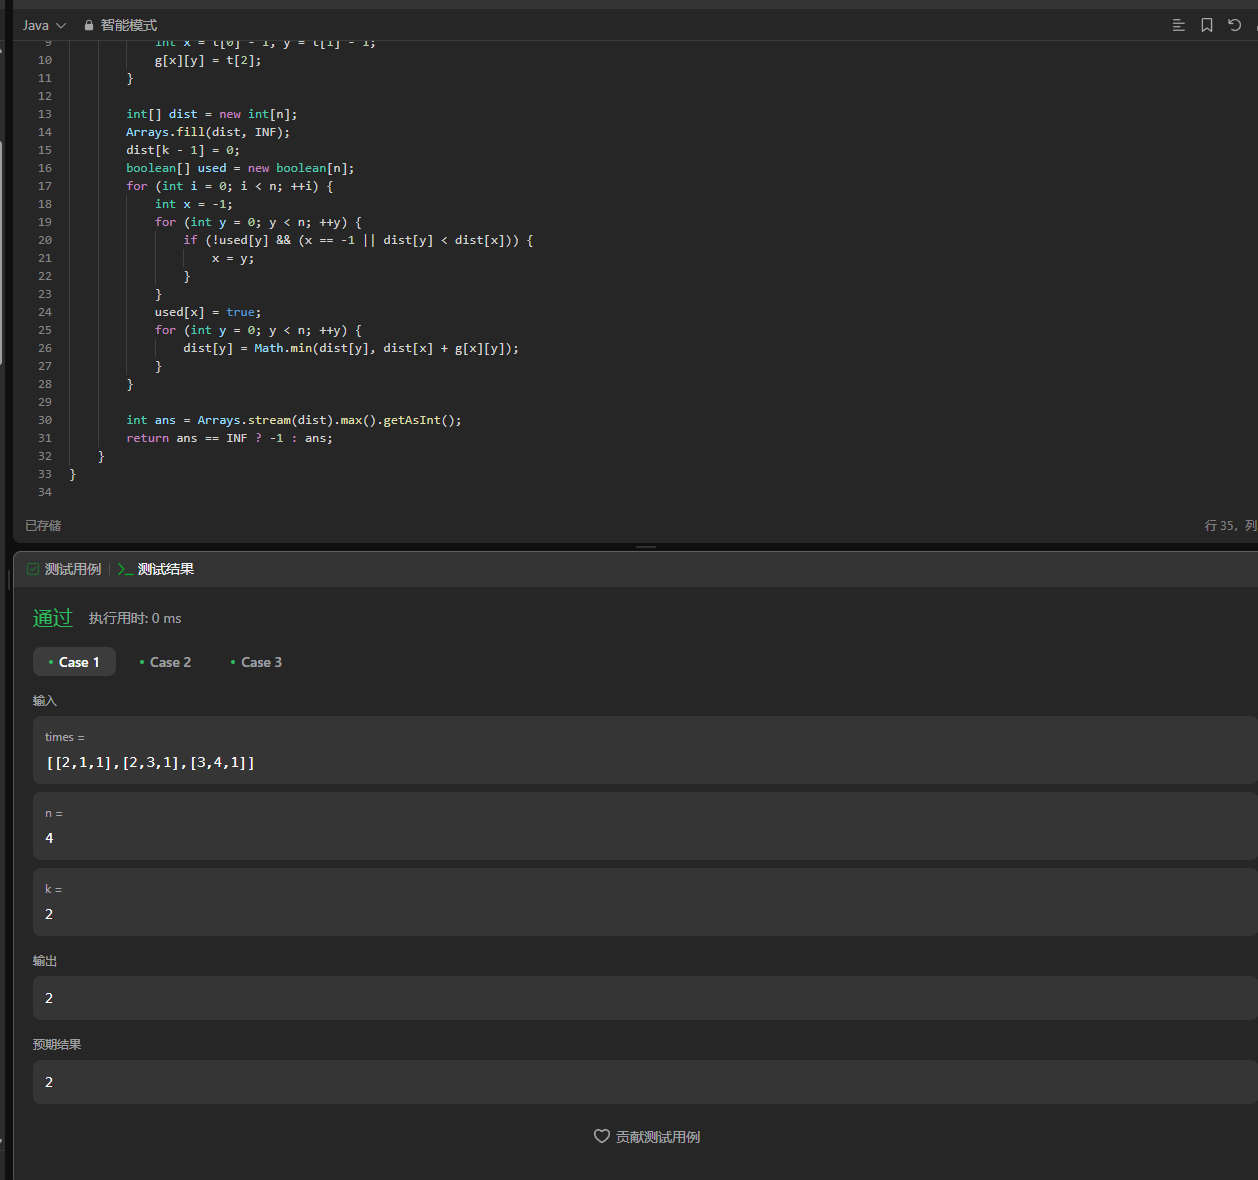 Java 智能模式
9 int x = t[0] - 1, y = t[1] - 1;
10 g[x][y] = t[2];
11 }
12
13 int[] dist = new int[n];
14 Arrays.fill(dist, INF);
15 dist[k - 1] = 0;
16 boolean[] used = new boolean[n];
17 for (int i = 0; i < n; ++i) {
18 int x = -1;
19 for (int y = 0; y < n; ++y) {
20 if (!used[y] && (x == -1 || dist[y] < dist[x])) {
21 x = y;
22 }
23 }
24 used[x] = true;
25 for (int y = 0; y < n; ++y) {
26 dist[y] = Math.min(dist[y], dist[x] + g[x][y]);
27 }
28 }
29
30 int ans = Arrays.stream(dist).max().getAsInt();
31 return ans == INF ? -1 : ans;
32 }
33 }
34
已存储 行 35, 列
测试用例 测试结果
通过 执行用时: 0 ms
Case 1 Case 2 Case 3
输入
times =
[[2,1,1],[2,3,1],[3,4,1]]
n =
4
k =
2
输出
2
预期结果
2
贡献测试用例